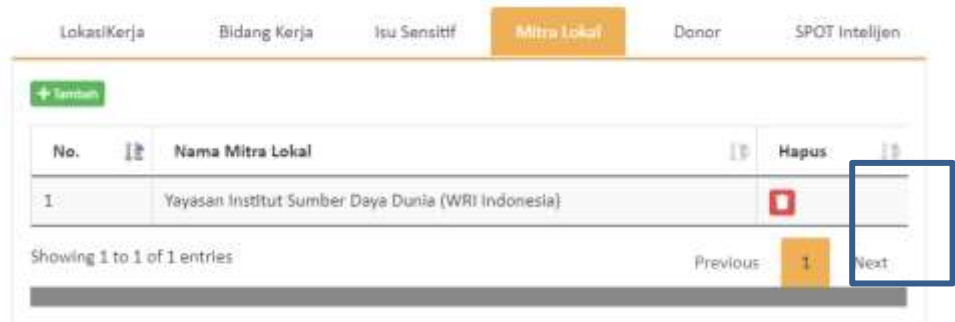 LokasiKerja Bidang Kerja Isu Sensitif Mitra Lokal Donor SPOT Intelijen
+ Tambah
No. Nama Mitra Lokal Hapus
1 Yayasan Institut Sumber Daya Dunia (WRI Indonesia)
Showing 1 to 1 of 1 entries
Previous 1 Next